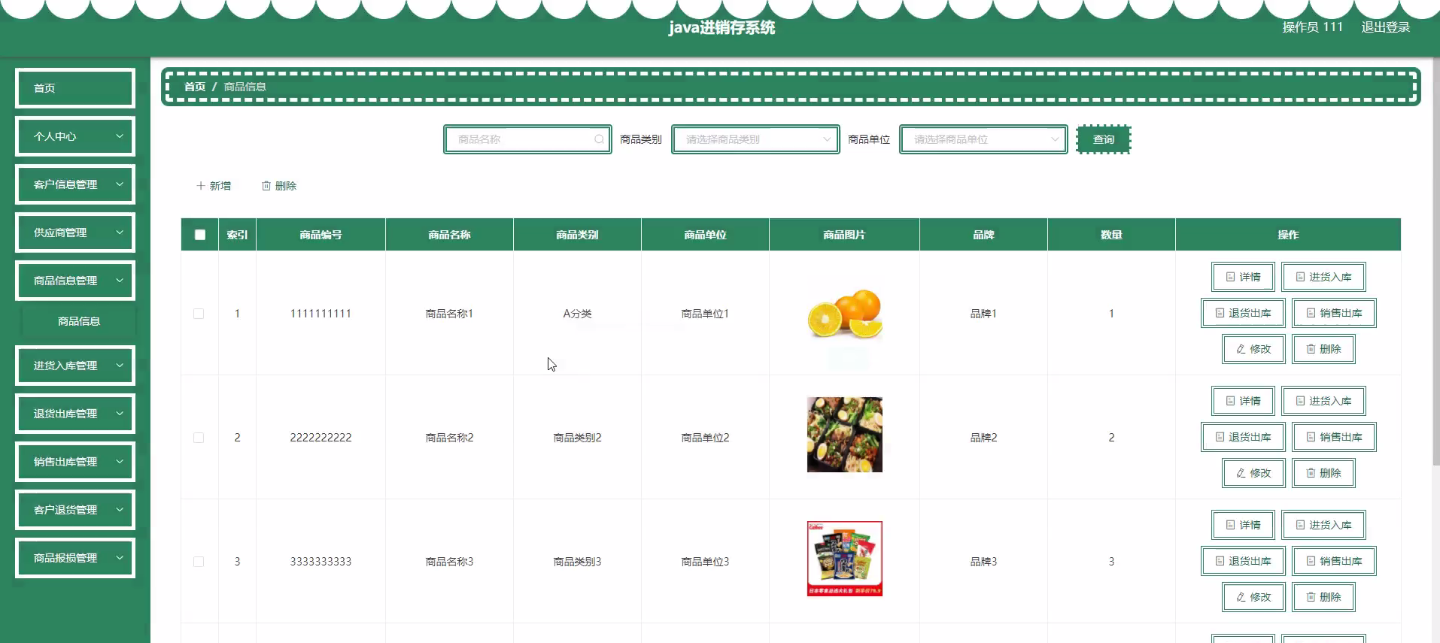 java进销存系统
操作员 111 退出登录
首页
个人中心
客户信息管理
供应商管理
商品信息管理
商品信息
进货入库管理
退货出库管理
销售出库管理
客户退货管理
商品报损管理
首页 / 商品信息
商品名称 商品类别 请选择商品类别 商品单位 请选择商品单位 查询
新增 删除
索引 商品编号 商品名称 商品类别 商品单位 商品图片 品牌 数量 操作
1 1111111111 商品名称1 A分类 商品单位1 品牌1 1
详情 进货入库
退货出库 销售出库
修改 删除
2 2222222222 商品名称2 商品类别2 商品单位2 品牌2 2
详情 进货入库
退货出库 销售出库
修改 删除
3 3333333333 商品名称3 商品类别3 商品单位3 品牌3 3
详情 进货入库
退货出库 销售出库
修改 删除